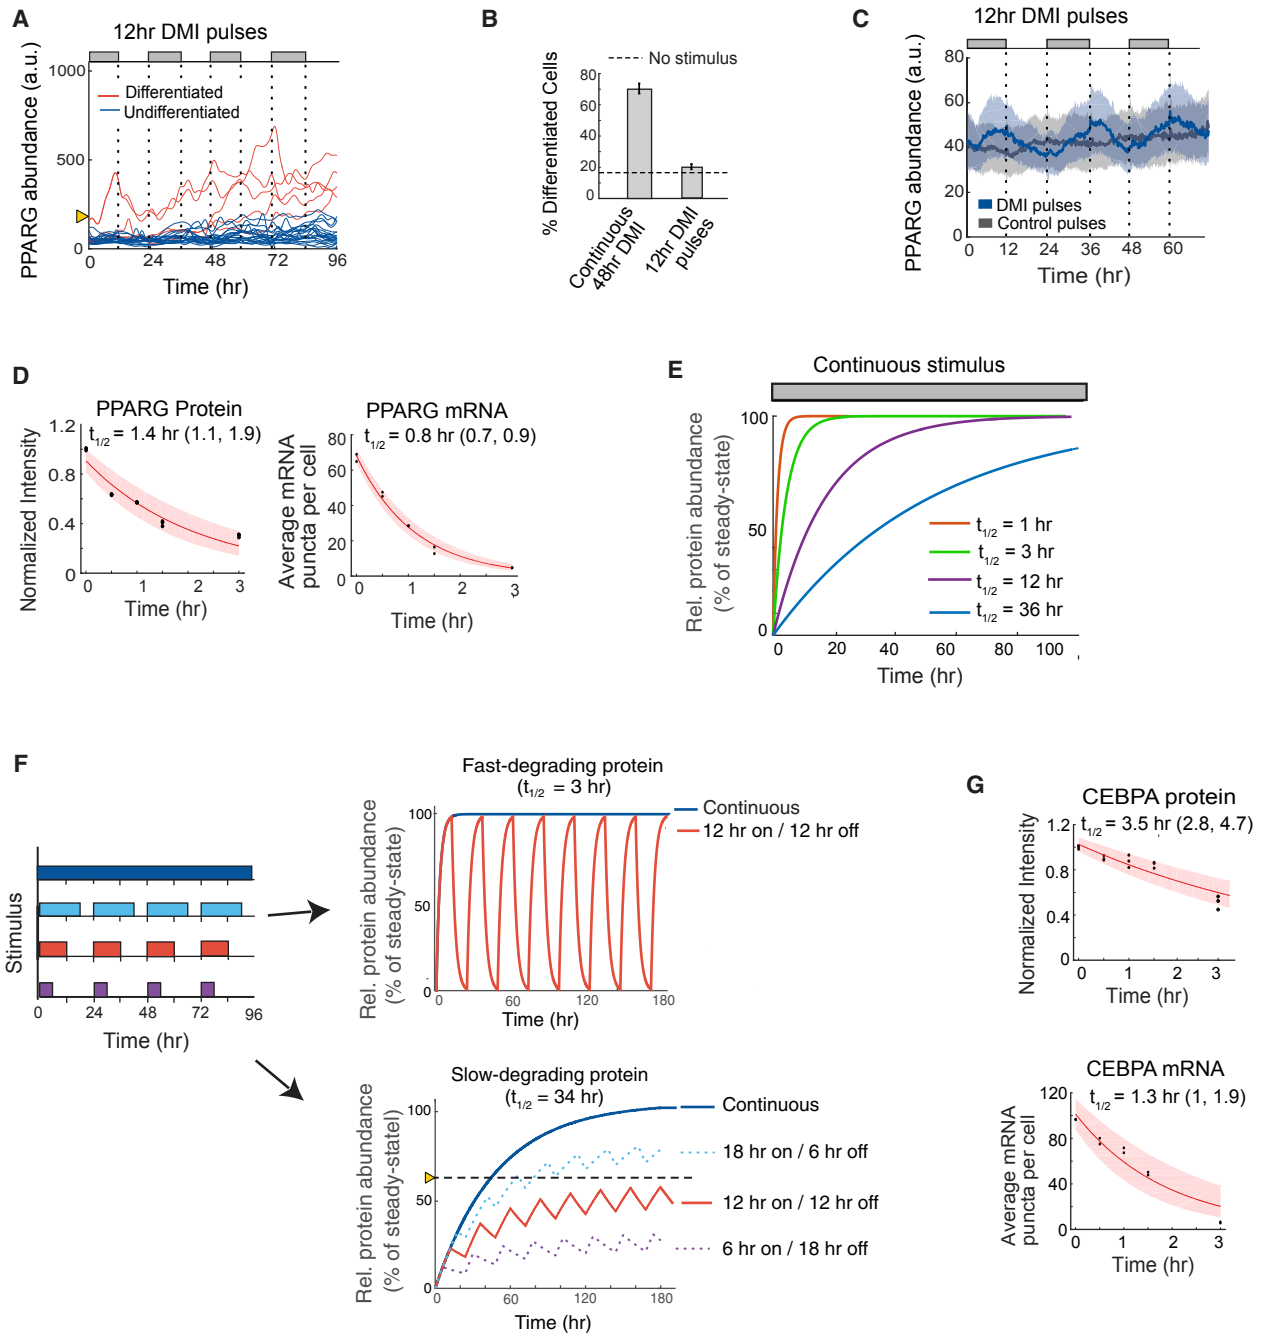 A
12hr DMI pulses
PPARG abundance (a.u.)
1000
500
0
Differentiated
Undifferentiated
0 24 48 72 96
Time (hr)
B
No stimulus
% Differentiated Cells
80
60
40
20
0
Continuous
48hr DMI
12hr DMI
pulses
C
12hr DMI pulses
PPARG abundance (a.u.)
80
60
40
20
0
DMI pulses
Control pulses
0 12 24 36 48 60
Time (hr)
D
PPARG Protein
t1/2 = 1.4 hr (1.1, 1.9)
Normalized Intensity
1.2
0.8
0.4
0
0 1 2 3
Time (hr)
PPARG mRNA
t1/2 = 0.8 hr (0.7, 0.9)
Average mRNA
puncta per cell
80
60
40
20
0
0 1 2 3
Time (hr)
E
Continuous stimulus
Rel. protein abundance
(% of steady-state)
100
50
0
t1/2 = 1 hr
t1/2 = 3 hr
t1/2 = 12 hr
t1/2 = 36 hr
0 20 40 60 80 100
Time (hr)
F
Stimulus
0 24 48 72 96
Time (hr)
Fast-degrading protein
(t1/2 = 3 hr)
Rel. protein abundance
(% of steady-state)
100
50
0
Continuous
12 hr on / 12 hr off
0 60 120 180
Time (hr)
Slow-degrading protein
(t1/2 = 34 hr)
Rel. protein abundance
(% of steady-statel)
100
50
0
Continuous
18 hr on / 6 hr off
12 hr on / 12 hr off
6 hr on / 18 hr off
0 60 120 180
Time (hr)
G
CEBPA protein
t1/2 = 3.5 hr (2.8, 4.7)
Normalized Intensity
1.2
0.8
0.4
0
0 1 2 3
Time (hr)
CEBPA mRNA
t1/2 = 1.3 hr (1, 1.9)
Average mRNA
puncta per cell
120
80
40
0
0 1 2 3
Time (hr)